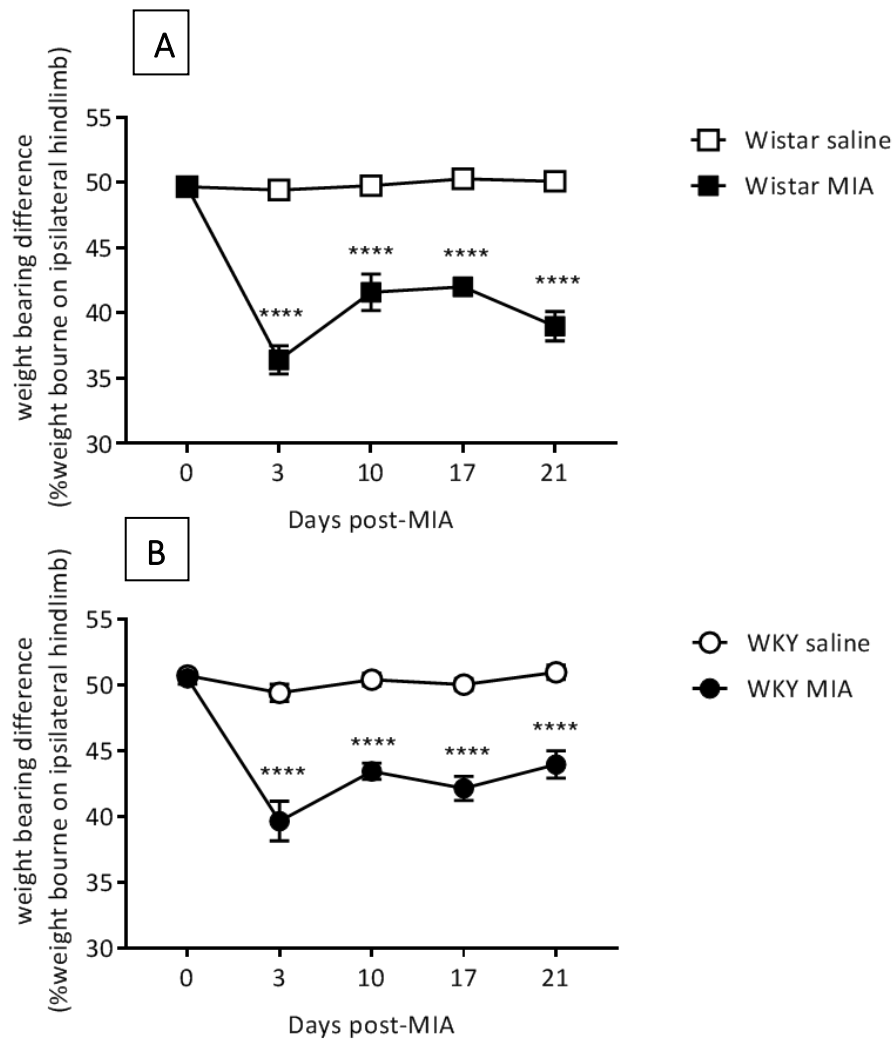 A
weight bearing difference
(%weight bourne on ipsilateral hindlimb)
55
50
45
40
35
30
****
****
****
****
0 3 10 17 21
Days post-MIA
Wistar saline
Wistar MIA
B
weight bearing difference
(%weight bourne on ipsilateral hindlimb)
55
50
45
40
35
30
****
****
****
****
0 3 10 17 21
Days post-MIA
WKY saline
WKY MIA